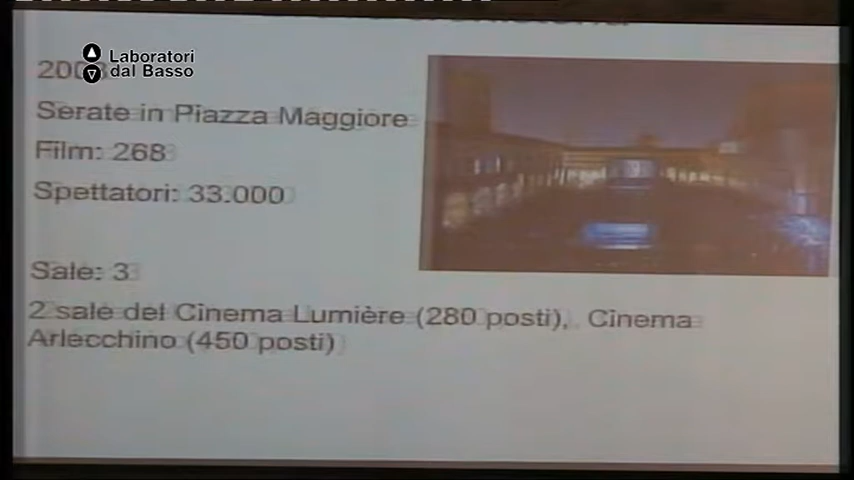 Laboratori
dal Basso
Serate in Piazza Maggiore
Film: 268
Spettatori: 33.000
Sale: 3
2 sale del Cinema Lumière (280 posti), Cinema
Arlecchino (450 posti)